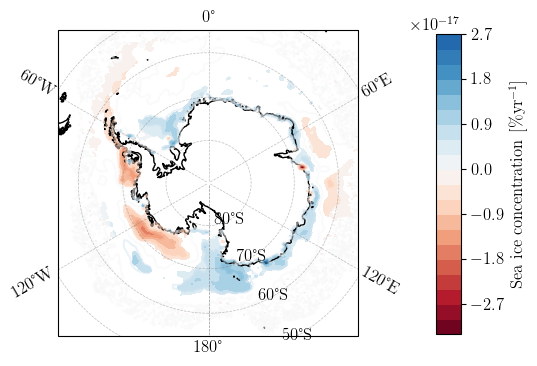 0°
×10⁻¹⁷
2.7
60°W
60°E
1.8
0.9
0.0
80°S
−0.9
70°S
−1.8
120°W
120°E
60°S
−2.7
50°S
180°
Sea ice concentration [%yr⁻¹]